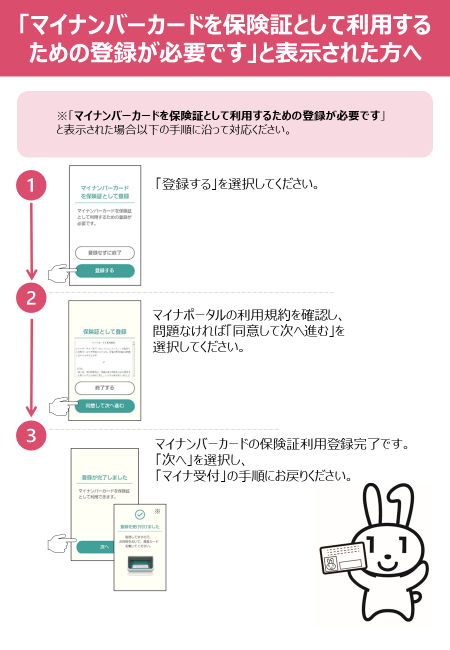 「マイナンバーカードを保険証として利用する
ための登録が必要です」と表示された方へ
※「マイナンバーカードを保険証として利用するための登録が必要です」
と表示された場合以下の手順に沿って対応ください。
1
「登録する」を選択してください。
マイナンバーカード
を保険証として登録
マイナンバーカードを保険証
として利用するための登録が
必要です。
登録せずに終了
登録する
2
マイナポータルの利用規約を確認し、
問題なければ「同意して次へ進む」を
選択してください。
保険証として登録
終了する
同意して次へ進む
3
マイナンバーカードの保険証利用登録完了です。
「次へ」を選択し、
「マイナ受付」の手順にお戻りください。
登録が完了しました
マイナンバーカードを保険証
として利用できます。
次へ
※
登録を受け付けました